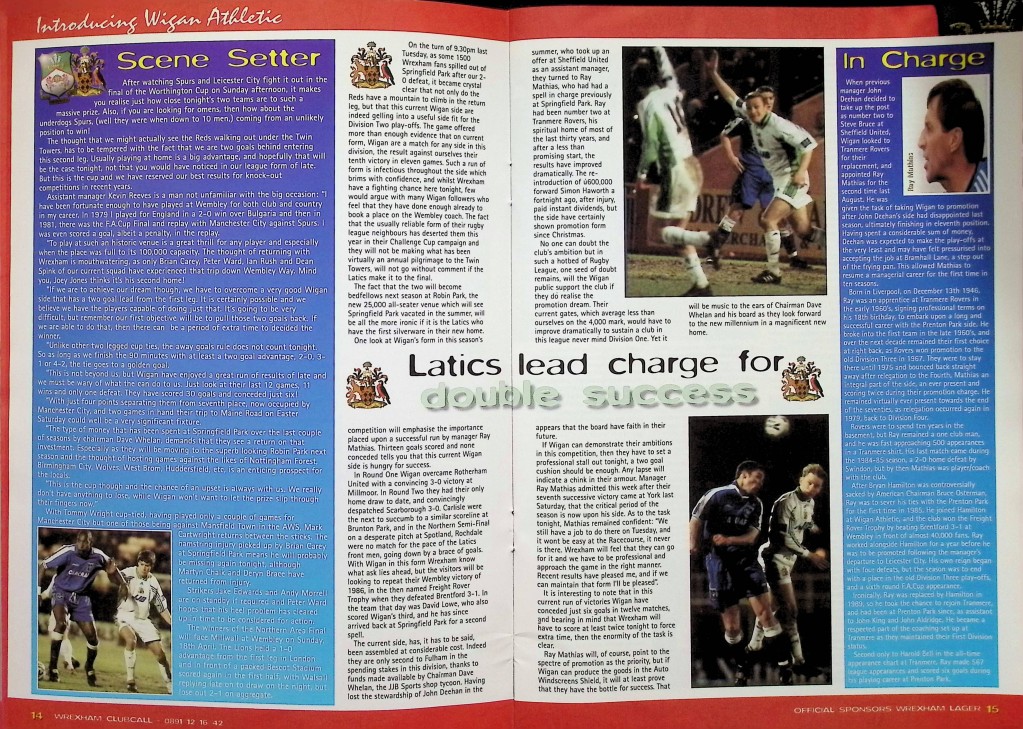 Introducing Wigan Athletic
Scene Setter
After watching Spurs and Leicester City fight it out in the
final of the Worthington Cup on Sunday afternoon, it makes
you realise just how close tonight's two teams are to such a
massive prize. Also, if you are looking for omens, then how about the
underdogs Spurs, (well they were when down to 10 men,) coming from an unlikely
position to win!
The thought that we might actually see the Reds walking out under the Twin
Towers, has to be tempered with the fact that we are two goals behind entering
this second leg. Usually playing at home is a big advantage, and hopefully that will
be the case tonight, not that you would have noticed in our league form of late.
But this is the cup and we have reserved our best results for knock-out
competitions in recent years.
Assistant manager Kevin Reeves is a man not unfamiliar with the big occasion: "I
have been fortunate enough to have played at Wembley for both club and country
in my career. In 1979 I played for England in a 2-0 win over Bulgaria and then in
1981, there was the F.A.Cup Final and replay with Manchester City against Spurs. I
was even scored a goal, albeit a penalty, in the replay.
"To play at such an historic venue is a great thrill for any player and especially
when the place was full to its 100,000 capacity. The thought of returning with
Wrexham is mouthwatering, as only Brian Carey, Peter Ward, Ian Rush and Dean
Spink of our current squad have experienced that trip down Wembley Way. Mind
you, Joey Jones think's it's his second home!
"If we are to achieve our dream though, we have to overcome a very good Wigan
side that has a two goal lead from the first leg. It is certainly possible and we
believe we have the players capable of doing just that. It's going to be very
difficult, but remember our first objective will be to pull those two goals back. If
we are able to do that, then there can be a period of extra time to decided the
winner.
"Unlike other two legged cup ties, the away goals rule does not count tonight.
So as long as we finish the 90 minutes with at least a two goal advantage, 2-0, 3-
1 or 4-2, the tie goes to a golden goal.
"This is not beyond us, but Wigan have enjoyed a great run of results of late and
we must be wary of what the can do to us. Just look at their last 12 games, 11
wins and only one defeat. They have scored 30 goals and conceded just six!
"With just four points separating them from seventh place, now occupied by
Manchester City, and two games in hand their trip to Maine Road on Easter
Saturday could well be a very significant fixture.
"The type of money that has been spent at Springfield Park over the last couple
of seasons by chairman Dave Whelan, demands that they see a return on that
investment. Especially as they will be moving to the superb looking Robin Park next
season and the thought of hosting games against the likes of Nottingham Forest,
Birmingham City, Wolves, West Brom, Huddersfield, etc. is an enticing prospect for
the locals.
"This is the cup though and the chance of an upset is always with us. We really
don't have anything to lose, while Wigan won't want to let the prize slip through
their fingers now."
With Tommy Wright cup-tied, having played only a couple of games for
Manchester City but one of those being against Mansfield Town in the AWS, Mark
Cartwright returns between the sticks. The
hamstring injury picked up by Brian Carey
at Springfield Park means he will probably
be missing again tonight, although
Martyn Chalk and Deryn Brace have
returned from injury.
Strikers Jake Edwards and Andy Morrell
are on standby if required and Peter Ward
hopes that his heel problem has cleared
up in time to be considered for action.
The winners of the Northern Area Final
will face Millwall at Wembley on Sunday,
18th April. The Lions held a 1-0
advantage from the first leg in London
and in front of a packed Bescot Stadium
scored again in the first half, with Walsall
replying late on to draw on the night, but
lose out 2-1 on aggregate.
14 WREXHAM CLUBCALL - 0891 12 16 42
On the turn of 9.30pm last
Tuesday, as some 1500
Wrexham fans spilled out of
Springfield Park after our 2-
0 defeat, it became crystal
clear that not only do the
Reds have a mountain to climb in the return
leg, but that this current Wigan side are
indeed gelling into a useful side fit for the
Division Two play-offs. The game offered
more than enough evidence that on current
form, Wigan are a match for any side in this
division, the result against ourselves their
tenth victory in eleven games. Such a run of
form is infectious throughout the side which
brims with confidence, and whilst Wrexham
have a fighting chance here tonight, few
would argue with many Wigan followers who
feel that they have done enough already to
book a place on the Wembley coach. The fact
that the usually reliable form of their rugby
league neighbours has deserted them this
year in their Challenge Cup campaign and
they will not be making what has been
virtually an annual pilgrimage to the Twin
Towers, will not go without comment if the
Latics make it to the final.
The fact that the two will become
bedfellows next season at Robin Park, the
new 25,000 all-seater venue which will see
Springfield Park vacated in the summer, will
be all the more ironic if it is the Latics who
have the first silverware in their new home.
One look at Wigan's form in this season's
summer, who took up an
offer at Sheffield United
as an assistant manager,
they turned to Ray
Mathias, who had had a
spell in charge previously
at Springfield Park. Ray
had been number two at
Tranmere Rovers, his
spiritual home of most of
the last thirty years, and
after a less than
promising start, the
results have improved
dramatically. The re-
introduction of ú600,000
forward Simon Haworth a
fortnight ago, after injury,
paid instant dividends, but
the side have certainly
shown promotion form
since Christmas.
No one can doubt the
club's ambition but in
such a hotbed of Rugby
League, one seed of doubt
remains, will the Wigan
public support the club if
they do realise the
promotion dream. Their
current gates, which average less than
ourselves on the 4,000 mark, would have to
improve dramatically to sustain a club in
this league never mind Division One. Yet it
will be music to the ears of Chairman Dave
Whelan and his board as they look forward
to the new millennium in a magnificent new
home.
Latics lead charge for
double success
competition will emphasise the importance
placed upon a successful run by manager Ray
Mathias. Thirteen goals scored and none
conceded tells you that this current Wigan
side is hungry for success.
In Round One Wigan overcame Rotherham
United with a convincing 3-0 victory at
Millmoor. In Round Two they had their only
home draw to date, and convincingly
despatched Scarborough 3-0. Carlisle were
the next to succumb to a similar scoreline at
Brunton Park, and in the Northern Semi-Final
on a desperate pitch at Spotland, Rochdale
were no match for the pace of the Latics
front men, going down by a brace of goals.
With Wigan in this form Wrexham know
what lies ahead, but the visitors will be
looking to repeat their Wembley victory of
1986, in the then named Freight Rover
Trophy when they defeated Brentford 3-1. In
the team that day was David Lowe, who also
scored Wigan's third, and he has since
arrived back at Springfield for a second
spell.
The current side, has, it has to be said,
been assembled at considerable cost. Indeed
they are only second to Fulham in the
spending stakes in this division, thanks to
funds made available by Chairman Dave
Whelan, the JJB Sports shop tycoon. Having
lost the stewardship of John Deehan in the
appears that the board have faith in their
future.
If Wigan can demonstrate their ambitions
in this competition, then they have to set a
professional stall out tonight, a two goal
cushion should be enough. Any lapse will
indicate a chink in their armour. Manager
Ray Mathias admitted this week after their
seventh successive victory came at York last
Saturday, that the critical period of the
season is now upon his side. As to the task
tonight, Mathias remained confident: "We
still have a job to do there on Tuesday, and
It won't be easy at the Racecourse, it never
is there. Wrexham will feel that they can go
for it and we have to be professional and
approach the game in the right manner.
Recent results have pleased me, and if we
can maintain that form I'll be pleased".
It is interesting to note that in this
current run of victories Wigan have
conceded just six goals in twelve matches,
and bearing in mind that Wrexham will
have to score at least twice tonight to force
extra time, then the enormity of the task is
clear.
Ray Mathias will, of course, point to the
spectre of promotion as the priority, but if
Wigan can produce the goods in the Auto
Windscreens Shield, it will at least prove
that they have the bottle for success. That
In Charge
When previous
manager John
Deehan decided to
take up the post
as number two to
Steve Bruce at
Sheffield United,
Wigan looked to
Tranmere Rovers
for their
replacement, and
appointed Ray
Mathias for the
second time last
August. He was
Ray Mathias
given the task of taking Wigan to promotion
after John Deehan's side had disappointed last
season, ultimately finishing in eleventh position.
Having spent a considerable sum of money,
Deehan was expected to make the play-offs at
the very least and may have felt pressurised into
accepting the job at Bramhall Lane, a step out
of the frying pan. This allowed Mathias to
resume a managerial career for the first time in
ten seasons.
Born in Liverpool, on December 13th 1946,
Ray was an apprentice at Tranmere Rovers in
the early 1960's, signing professional terms on
his 18th birthday, to embark upon a long and
successful career with the Prenton Park side. He
broke into the first team in the late 1960's, and
over the next decade remained their first choice
at right back, as Rovers won promotion to the
old Division Three in 1967. They were to stay
there until 1975 and bounced back straight
away after relegation to the Fourth, Mathias an
integral part of the side, an ever present and
scoring twice during their promotion charge. He
remained virtually ever present towards the end
of the seventies, as relegation occurred again in
1979, back to Division Four.
Rovers were to spend ten years in the
basement, but Ray remained a one club man,
and he was fast approaching 500 appearances
in a Tranmere shirt. His last match came during
the 1984-85 season, a 2-0 home defeat by
Swindon, but by then Mathias was player/coach
with the club.
After Bryan Hamilton was controversially
sacked by American Chairman Bruce Osterman,
Ray was to sever his ties with the Prenton Park
for the first time in 1985. He joined Hamilton
at Wigan Athletic, and the club won the Freight
Rover Trophy by beating Brentford 3-1 at
Wembley in front of almost 40,000 fans. Ray
worked alongside Hamilton for a year before he
was to be promoted following the manager's
departure to Leicester City. His own reign began
with four defeats, but the season was to end
with a place in the old Division Three play-offs,
and a sixth round F.A.Cup appearance.
Ironically, Ray was replaced by Hamilton in
1989, so he took the chance to rejoin Tranmere,
and had been at Prenton Park since, as assistant
to John King and John Aldridge. He became a
respected part of the coaching set up at
Tranmere as they maintained their First Division
status.
Second only to Harold Bell in the all-time
appearance chart at Tranmere, Ray made 567
league appearances and scored six goals during
his playing career at Prenton Park.
OFFICIAL SPONSORS WREXHAM LAGER 15